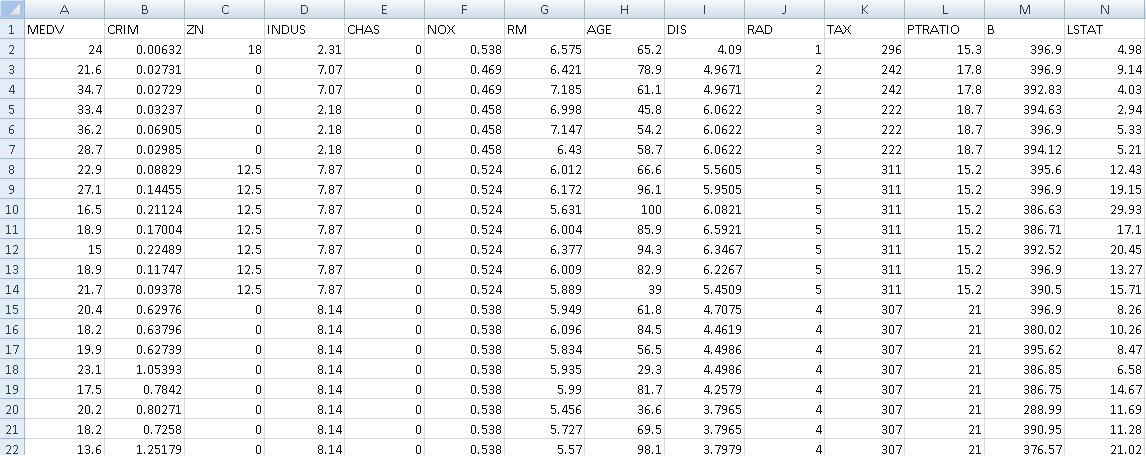 A B C D E F G H I J K L M N
1 MEDV CRIM ZN INDUS CHAS NOX RM AGE DIS RAD TAX PTRATIO B LSTAT
2 24 0.00632 18 2.31 0 0.538 6.575 65.2 4.09 1 296 15.3 396.9 4.98
3 21.6 0.02731 0 7.07 0 0.469 6.421 78.9 4.9671 2 242 17.8 396.9 9.14
4 34.7 0.02729 0 7.07 0 0.469 7.185 61.1 4.9671 2 242 17.8 392.83 4.03
5 33.4 0.03237 0 2.18 0 0.458 6.998 45.8 6.0622 3 222 18.7 394.63 2.94
6 36.2 0.06905 0 2.18 0 0.458 7.147 54.2 6.0622 3 222 18.7 396.9 5.33
7 28.7 0.02985 0 2.18 0 0.458 6.43 58.7 6.0622 3 222 18.7 394.12 5.21
8 22.9 0.08829 12.5 7.87 0 0.524 6.012 66.6 5.5605 5 311 15.2 395.6 12.43
9 27.1 0.14455 12.5 7.87 0 0.524 6.172 96.1 5.9505 5 311 15.2 396.9 19.15
10 16.5 0.21124 12.5 7.87 0 0.524 5.631 100 6.0821 5 311 15.2 386.63 29.93
11 18.9 0.17004 12.5 7.87 0 0.524 6.004 85.9 6.5921 5 311 15.2 386.71 17.1
12 15 0.22489 12.5 7.87 0 0.524 6.377 94.3 6.3467 5 311 15.2 392.52 20.45
13 18.9 0.11747 12.5 7.87 0 0.524 6.009 82.9 6.2267 5 311 15.2 396.9 13.27
14 21.7 0.09378 12.5 7.87 0 0.524 5.889 39 5.4509 5 311 15.2 390.5 15.71
15 20.4 0.62976 0 8.14 0 0.538 5.949 61.8 4.7075 4 307 21 396.9 8.26
16 18.2 0.63796 0 8.14 0 0.538 6.096 84.5 4.4619 4 307 21 380.02 10.26
17 19.9 0.62739 0 8.14 0 0.538 5.834 56.5 4.4986 4 307 21 395.62 8.47
18 23.1 1.05393 0 8.14 0 0.538 5.935 29.3 4.4986 4 307 21 386.85 6.58
19 17.5 0.7842 0 8.14 0 0.538 5.99 81.7 4.2579 4 307 21 386.75 14.67
20 20.2 0.80271 0 8.14 0 0.538 5.456 36.6 3.7965 4 307 21 288.99 11.69
21 18.2 0.7258 0 8.14 0 0.538 5.727 69.5 3.7965 4 307 21 390.95 11.28
22 13.6 1.25179 0 8.14 0 0.538 5.57 98.1 3.7979 4 307 21 376.57 21.02